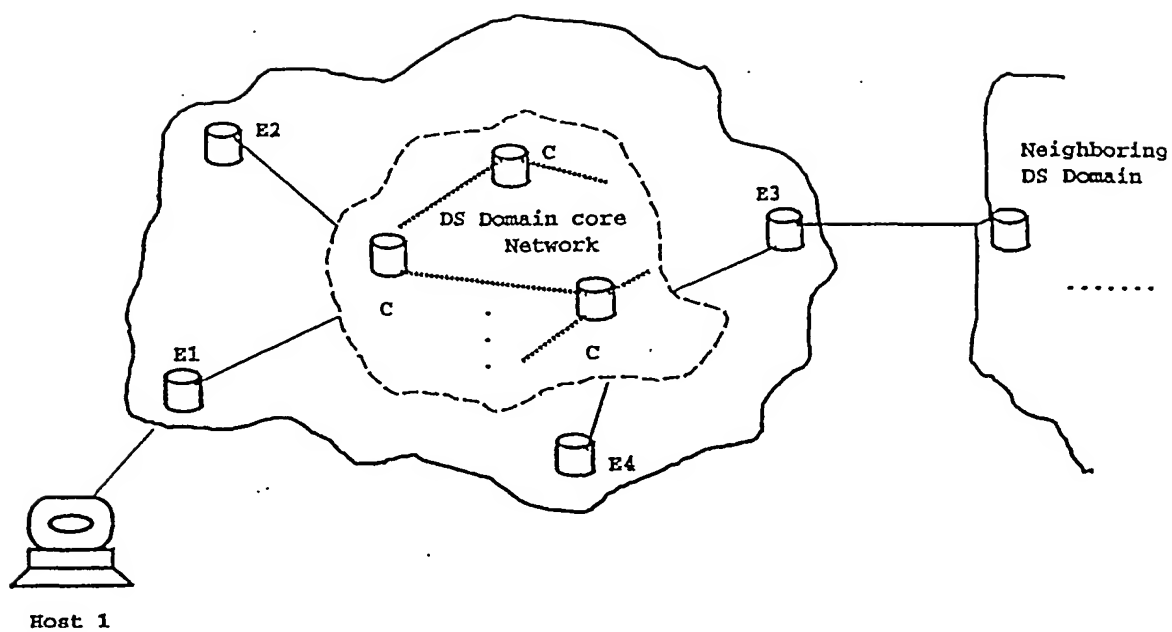 E2
C
Neighboring
DS Domain
E3
DS Domain core
Network
C
C
E1
E4
Host 1